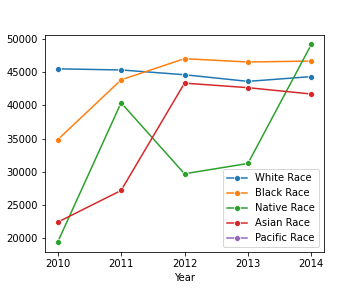 50000
45000
40000
35000
30000
25000
20000
White Race
Black Race
Native Race
Asian Race
Pacific Race
2010 2011 2012 2013 2014
Year